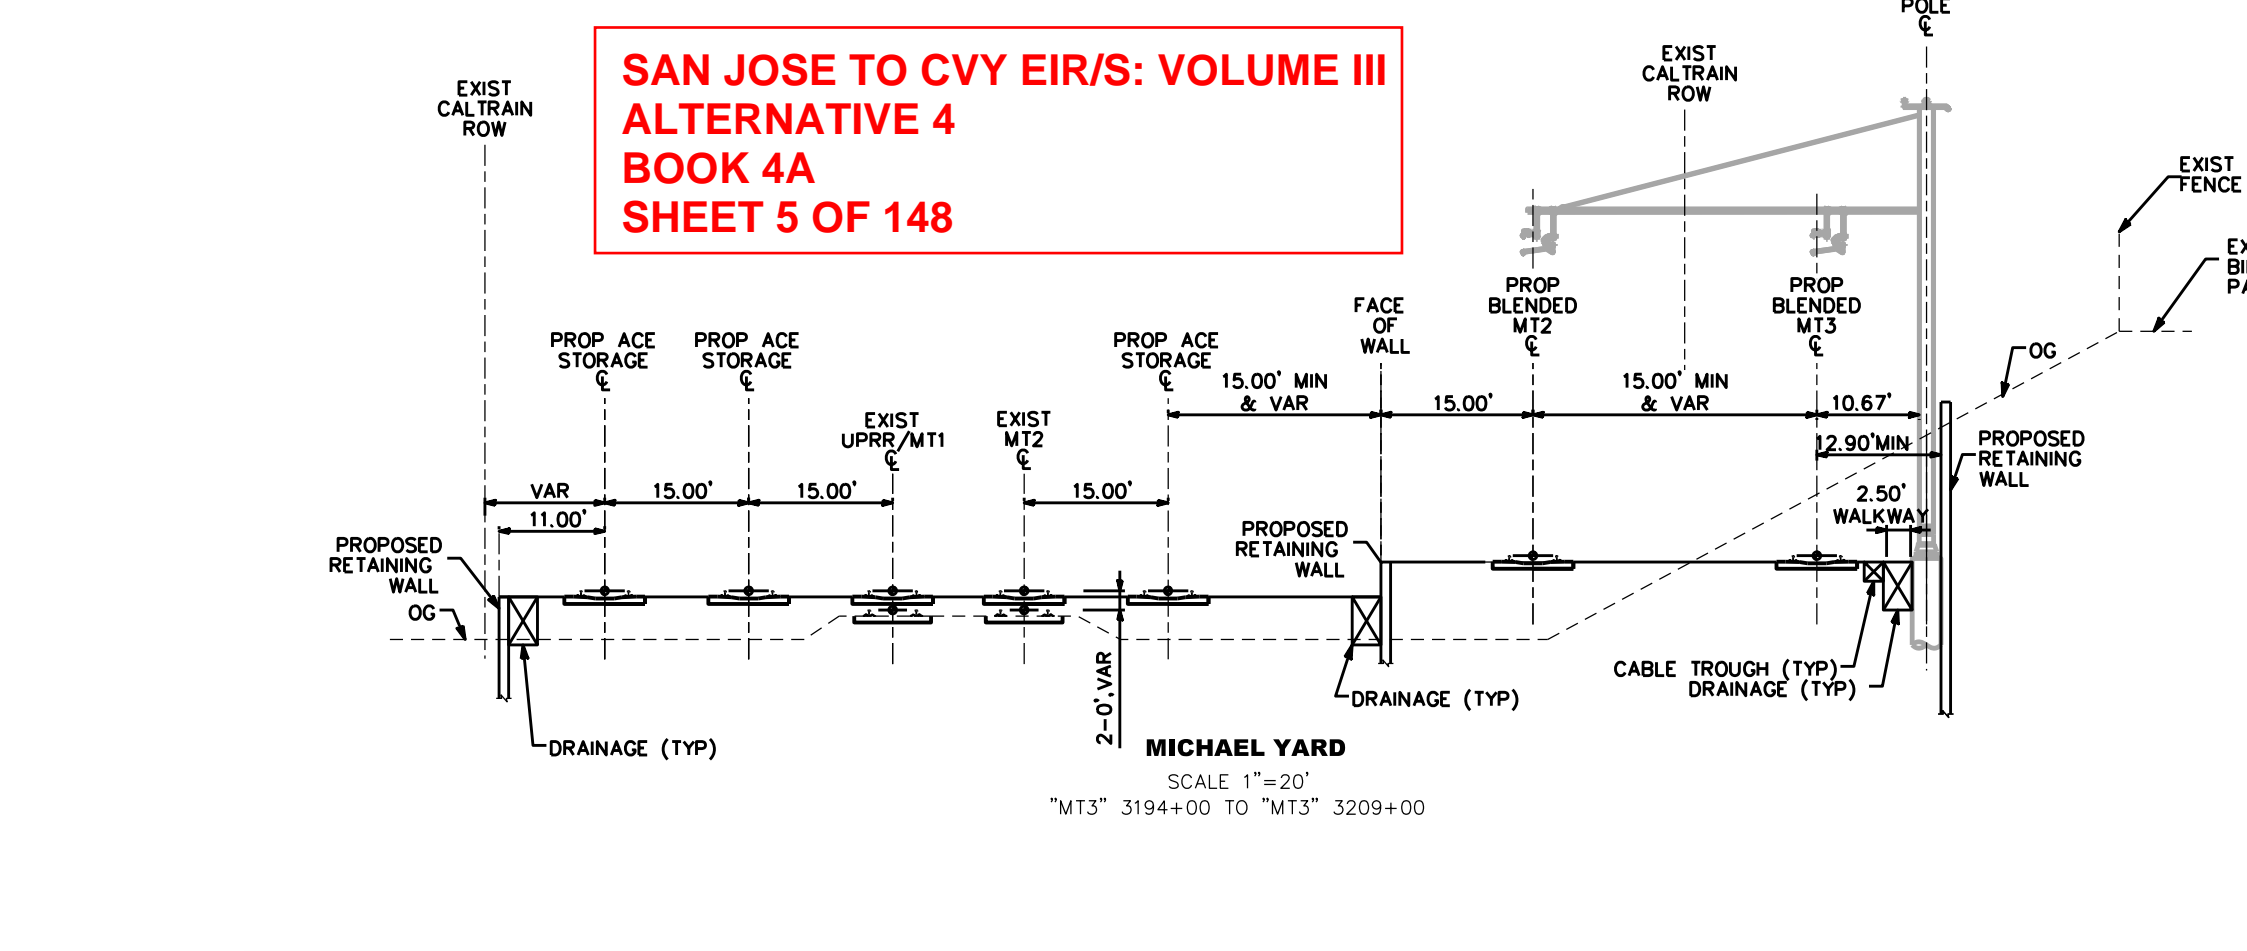 POLE
℄
SAN JOSE TO CVY EIR/S: VOLUME III
ALTERNATIVE 4
BOOK 4A
SHEET 5 OF 148
EXIST
CALTRAIN
ROW
EXIST
CALTRAIN
ROW
EXIST
FENCE
PROP
BLENDED
MT2
℄
PROP
BLENDED
MT3
℄
FACE
OF
WALL
PROP ACE
STORAGE
℄
PROP ACE
STORAGE
℄
PROP ACE
STORAGE
℄
OG
15.00' MIN
& VAR
15.00'
15.00' MIN
& VAR
10.67'
EXIST
UPRR/MT1
℄
EXIST
MT2
℄
12.90'MIN
PROPOSED
RETAINING
WALL
VAR
15.00'
15.00'
15.00'
11.00'
2.50'
WALKWAY
PROPOSED
RETAINING
WALL
PROPOSED
RETAINING
WALL
OG
2-0',VAR
CABLE TROUGH (TYP)
DRAINAGE (TYP)
DRAINAGE (TYP)
DRAINAGE (TYP)
MICHAEL YARD
SCALE 1"=20'
"MT3" 3194+00 TO "MT3" 3209+00